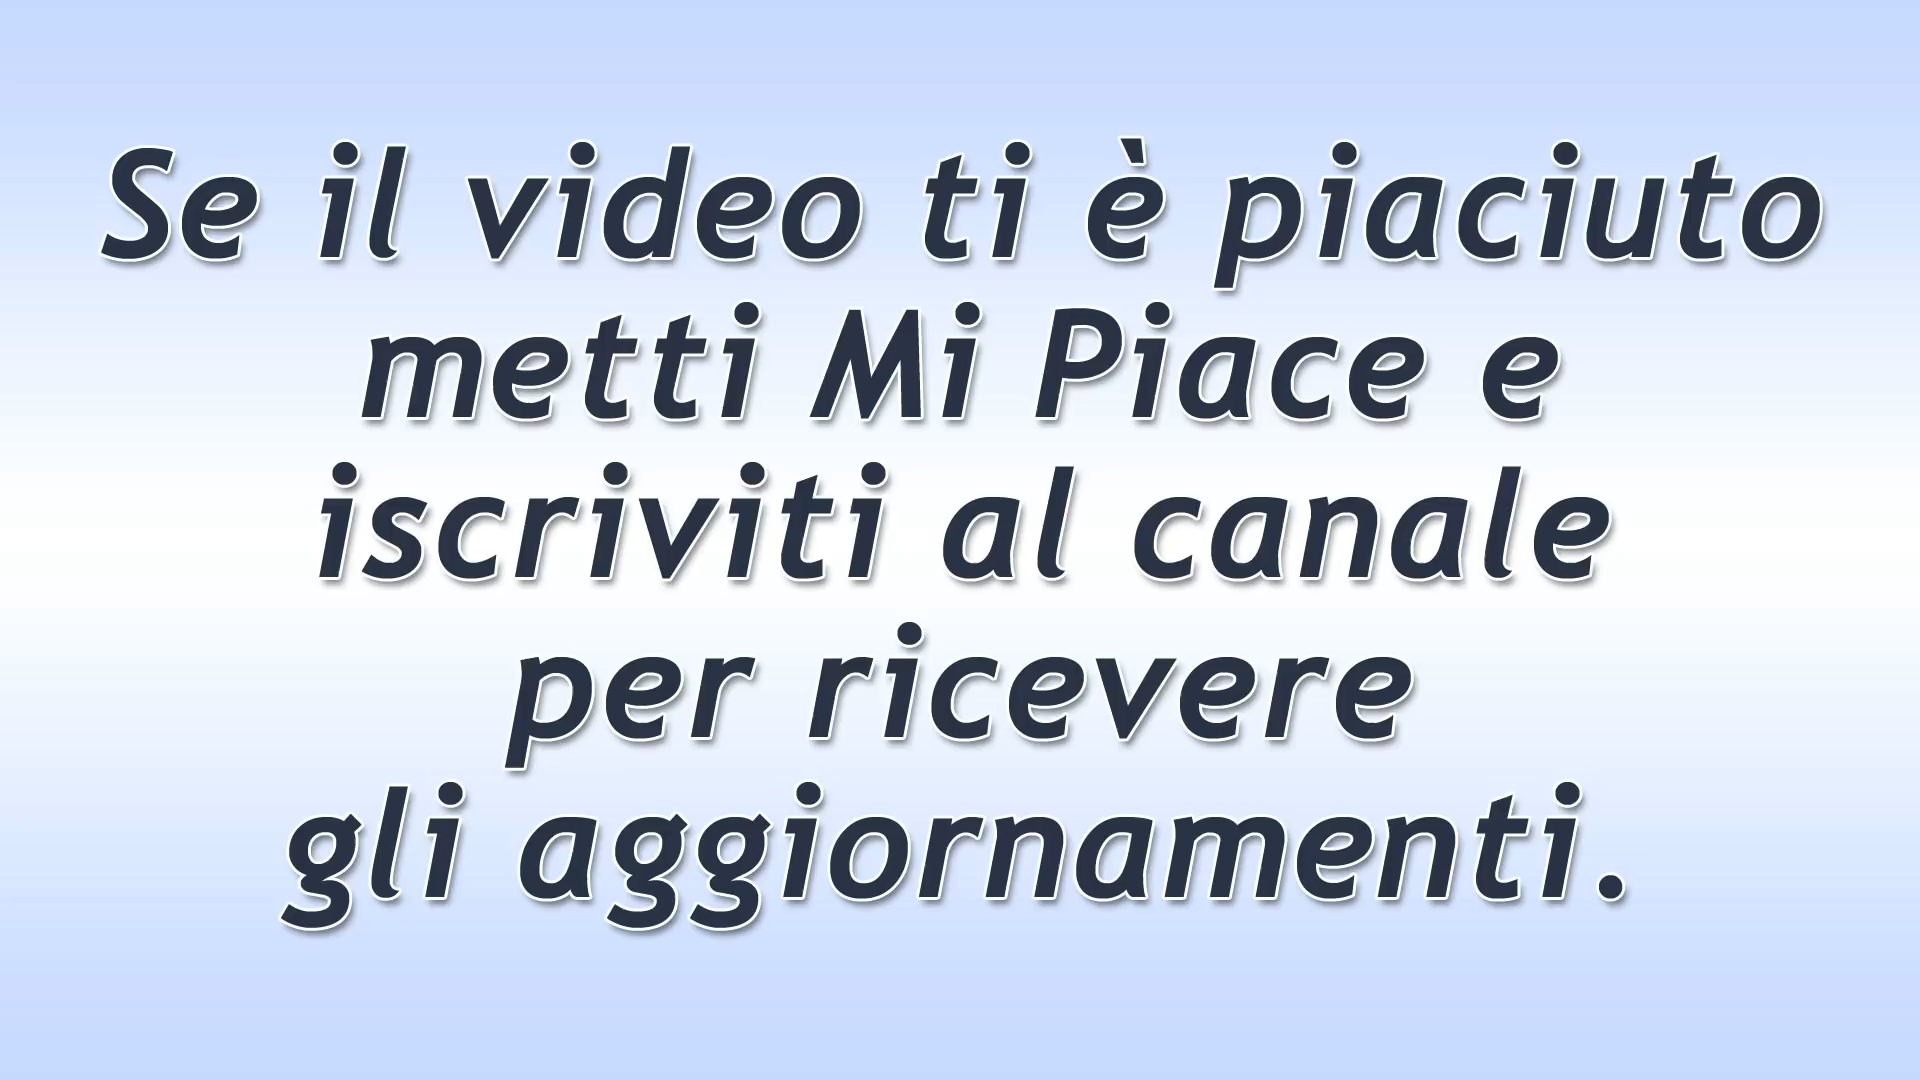 Se il video ti è piaciuto
metti Mi Piace e
iscriviti al canale
per ricevere
gli aggiornamenti.